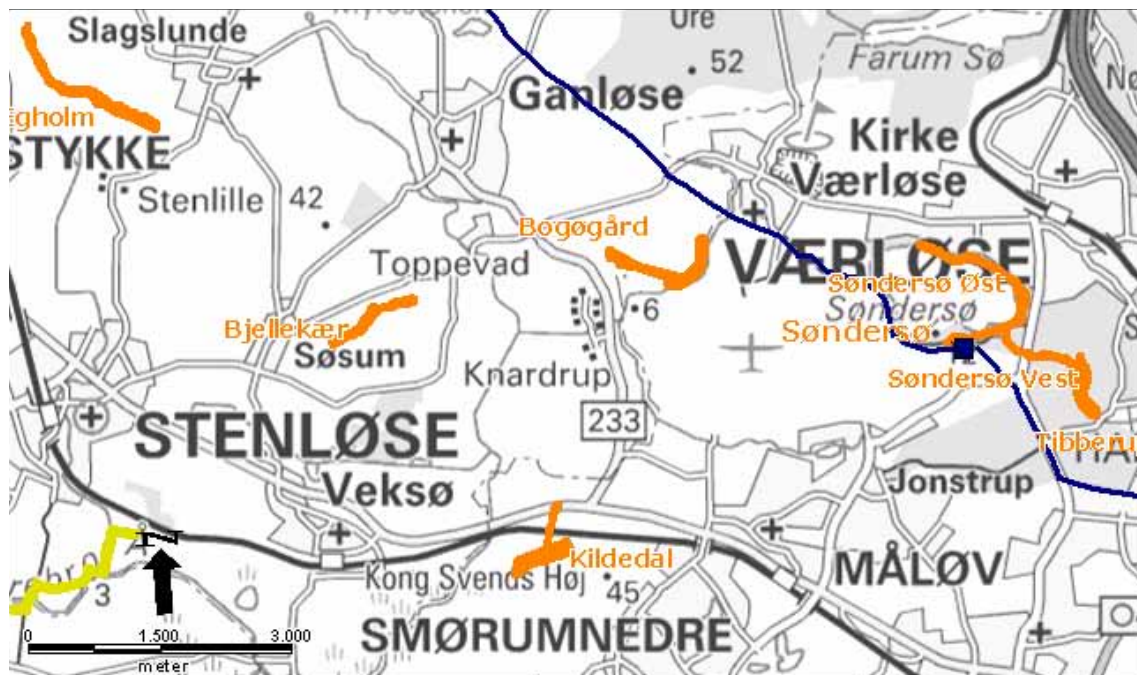 Slagslunde
Ure
52
Farum Sø
Ganløse
gholm
STYKKE
Kirke
Værløse
Stenlille
42
Bogøgård
VÆRLØSE
Toppevad
Søndersø Øst
Søndersø
6
Bjellekær
Søndersø
Søsum
Knardrup
Søndersø Vest
233
STENLØSE
Tibberu
Veksø
Jonstrup
Kildedal
MÅLØV
Kong Svends Høj
45
3
SMØRUMNEDRE
0 1.500 3.000
meter